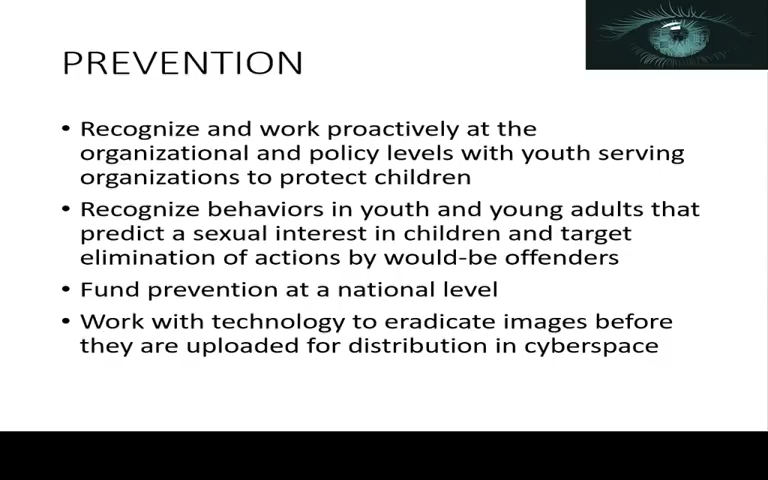 PREVENTION
• Recognize and work proactively at the
organizational and policy levels with youth serving
organizations to protect children
• Recognize behaviors in youth and young adults that
predict a sexual interest in children and target
elimination of actions by would-be offenders
• Fund prevention at a national level
• Work with technology to eradicate images before
they are uploaded for distribution in cyberspace